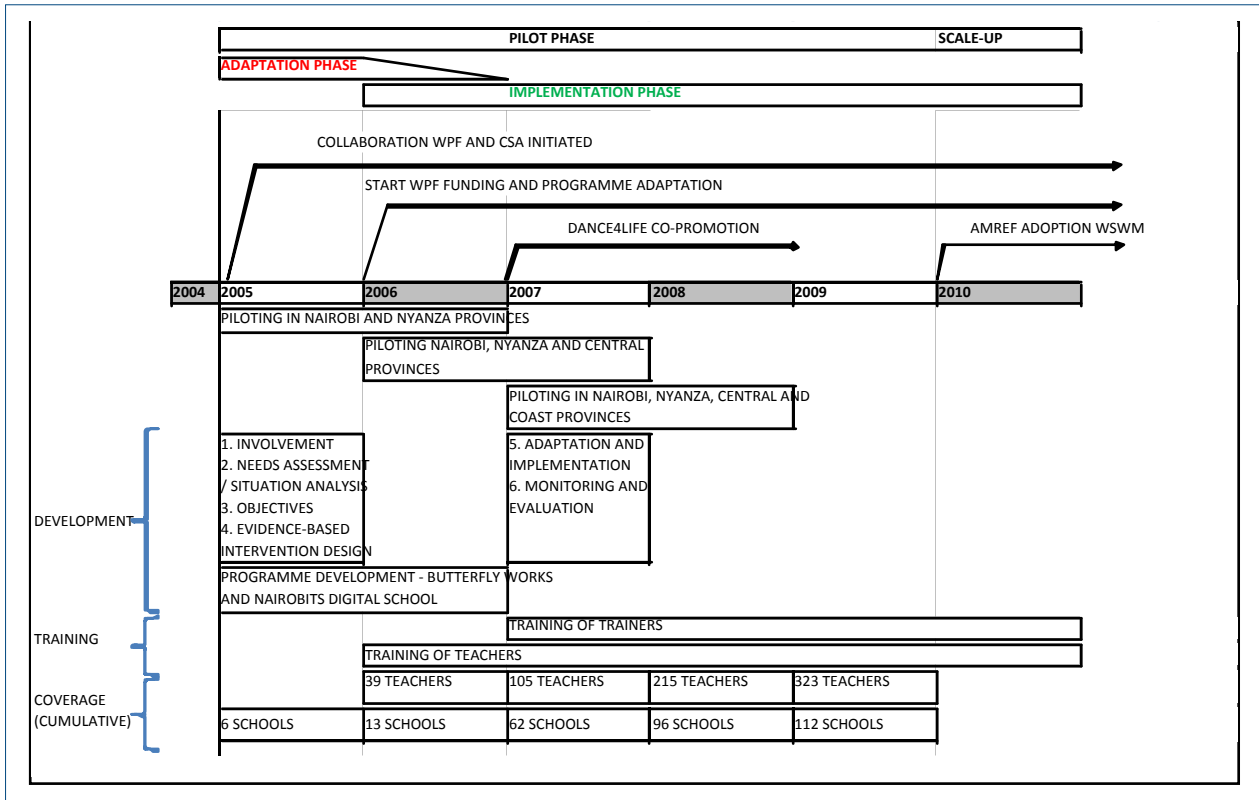 PILOT PHASE SCALE-UP
ADAPTATION PHASE
IMPLEMENTATION PHASE
COLLABORATION WPF AND CSA INITIATED
START WPF FUNDING AND PROGRAMME ADAPTATION
DANCE4LIFE CO-PROMOTION
AMREF ADOPTION WSWM
2004 2005 2006 2007 2008 2009 2010
PILOTING IN NAIROBI AND NYANZA PROVINCES
PILOTING NAIROBI, NYANZA AND CENTRAL
PROVINCES
PILOTING IN NAIROBI, NYANZA, CENTRAL AND
COAST PROVINCES
DEVELOPMENT
1. INVOLVEMENT
2. NEEDS ASSESSMENT
/ SITUATION ANALYSIS
3. OBJECTIVES
4. EVIDENCE-BASED
INTERVENTION DESIGN
5. ADAPTATION AND
IMPLEMENTATION
6. MONITORING AND
EVALUATION
PROGRAMME DEVELOPMENT - BUTTERFLY WORKS
AND NAIROBITS DIGITAL SCHOOL
TRAINING
TRAINING OF TRAINERS
TRAINING OF TEACHERS
COVERAGE
(CUMULATIVE)
39 TEACHERS 105 TEACHERS 215 TEACHERS 323 TEACHERS
6 SCHOOLS 13 SCHOOLS 62 SCHOOLS 96 SCHOOLS 112 SCHOOLS